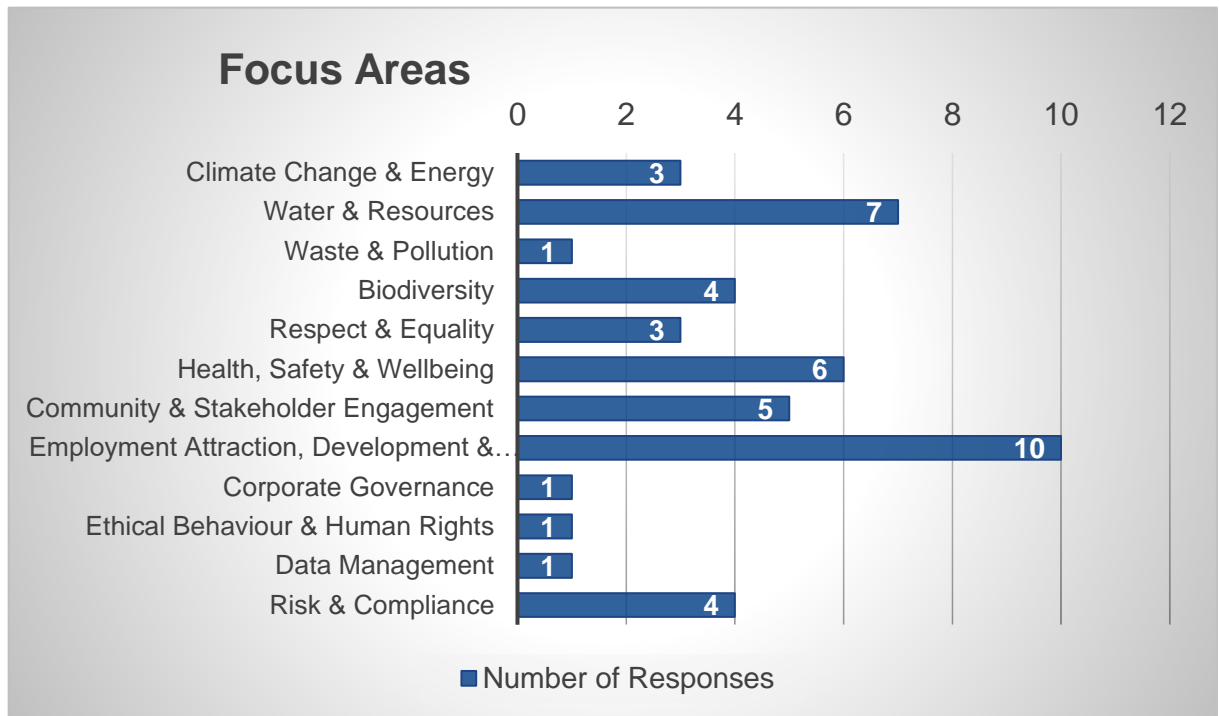 Focus Areas
0 2 4 6 8 10 12
Climate Change & Energy 3
Water & Resources 7
Waste & Pollution 1
Biodiversity 4
Respect & Equality 3
Health, Safety & Wellbeing 6
Community & Stakeholder Engagement 5
Employment Attraction, Development &… 10
Corporate Governance 1
Ethical Behaviour & Human Rights 1
Data Management 1
Risk & Compliance 4
Number of Responses